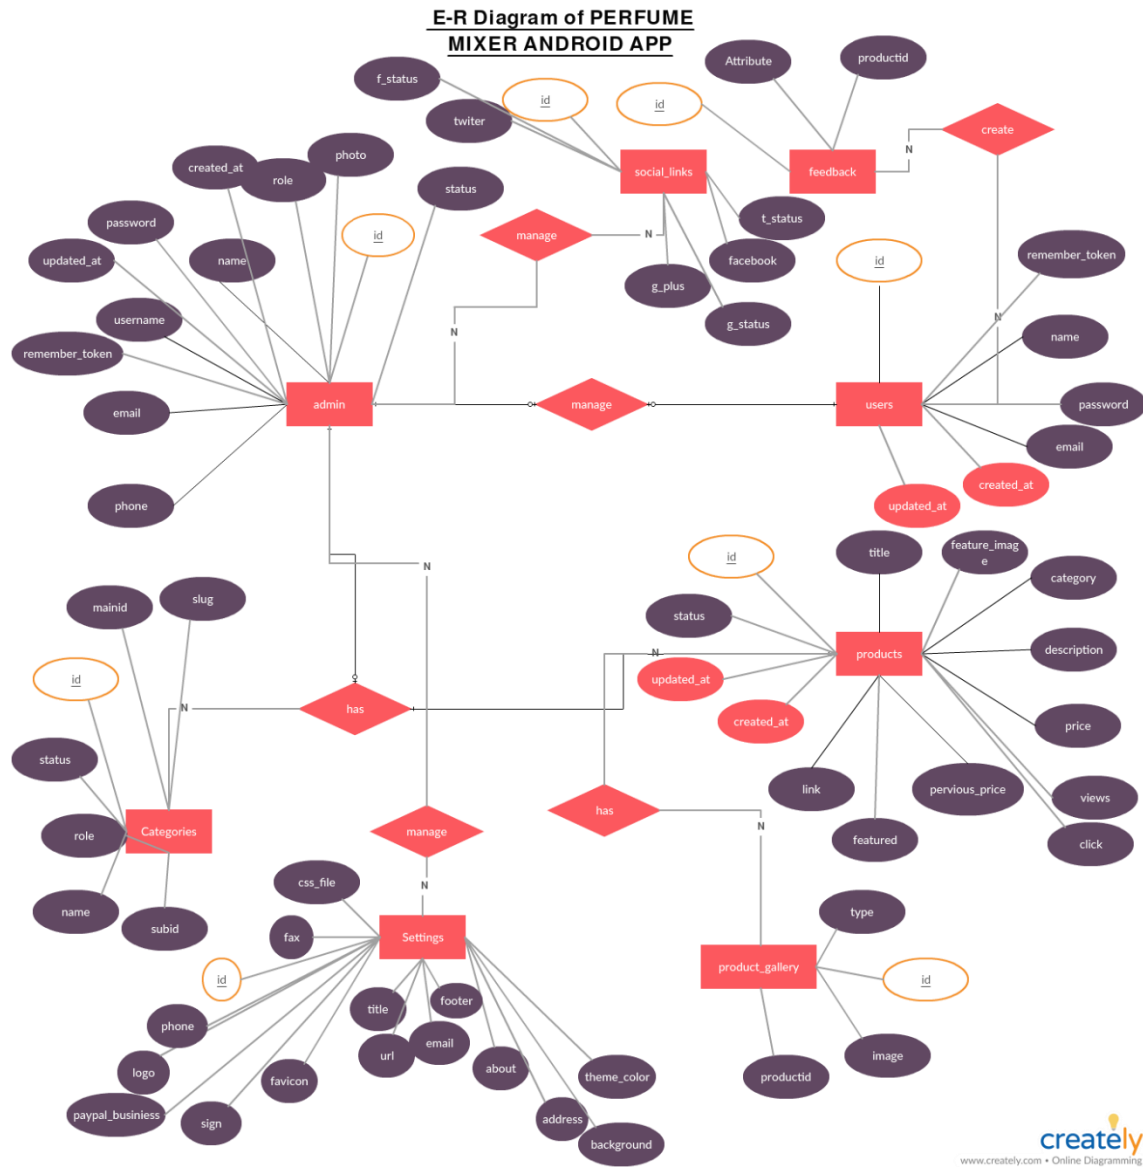 E-R Diagram of PERFUME
MIXER ANDROID APP
f_status
id
id
Attribute
productid
twiter
create
N
created_at
role
photo
status
social_links
feedback
password
id
manage
N
t_status
updated_at
name
id
facebook
remember_token
g_plus
g_status
N
N
username
name
remember_token
email
admin
manage
users
password
email
created_at
updated_at
phone
title
feature_imag
e
id
category
N
mainid
slug
status
products
description
N
id
updated_at
created_at
price
N
has
status
link
pervious_price
views
role
Categories
manage
has
N
featured
click
name
subid
css_file
N
type
fax
Settings
product_gallery
id
id
phone
title
footer
url
email
image
logo
favicon
about
theme_color
productid
paypal_businiess
sign
address
background
creately
www.creately.com • Online Diagramming